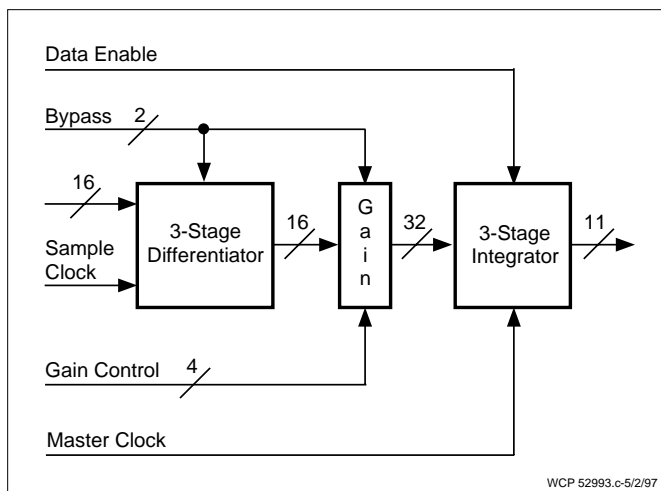 Data Enable
Bypass
2
16
3-Stage
Differentiator
Sample
Clock
16
G
a
i
n
32
3-Stage
Integrator
11
Gain Control
4
Master Clock
WCP 52993.c-5/2/97